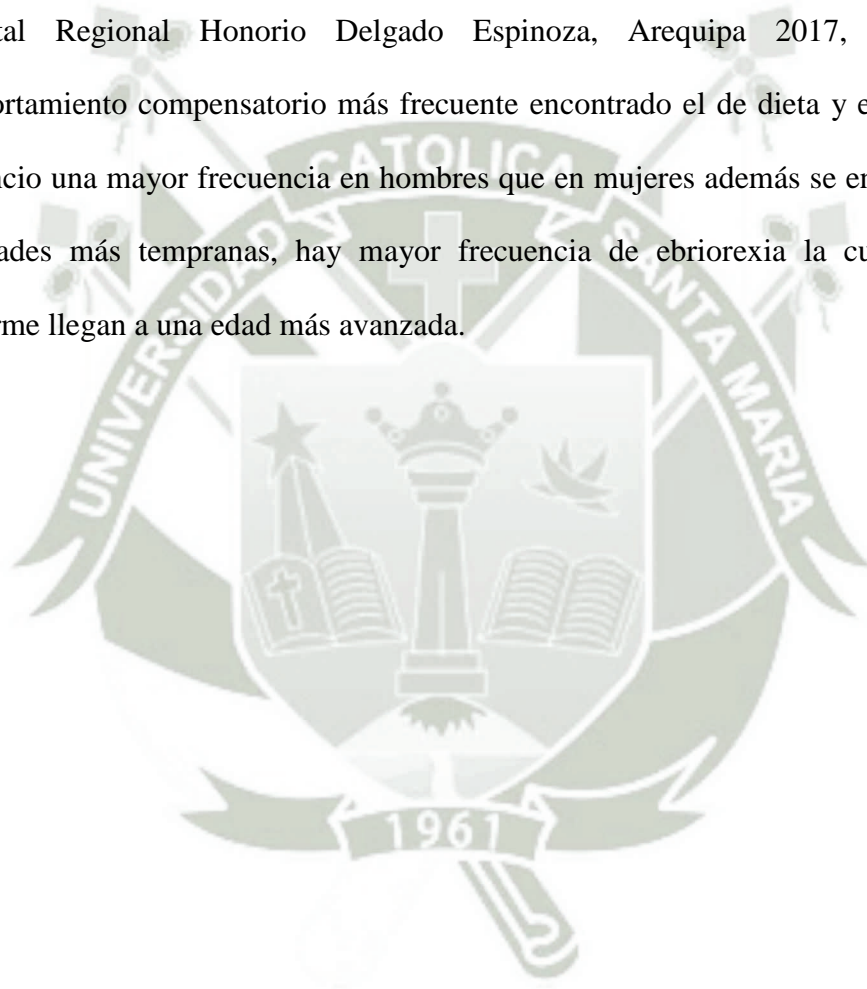 tal Regional Honorio Delgado Espinoza, Arequipa 2017,
ortamiento compensatorio más frecuente encontrado el de dieta y e
ncio una mayor frecuencia en hombres que en mujeres además se en
ades más tempranas, hay mayor frecuencia de ebriorexia la cu
rme llegan a una edad más avanzada.
UNIVERSIDAD CATOLICA SANTA MARIA
1961